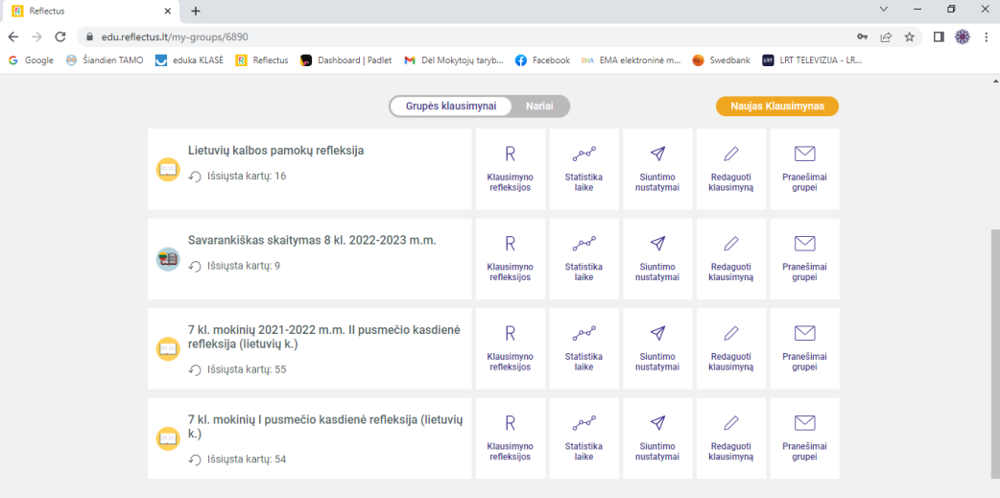 Reflectus
edu.reflectus.lt/my-groups/6890
Google Šiandien TAMO eduka KLASĖ Reflectus Dashboard | Padlet Dėl Mokytojų taryb... Facebook EMA elektroninė m... Swedbank LRT TELEVIZIJA - LR...
Grupės klausimynai Nariai Naujas Klausimynas
Lietuvių kalbos pamokų refleksija
Išsiųsta kartų: 16
R
Klausimyno
refleksijos
Statistika
laike
Siuntimo
nustatymai
Redaguoti
klausimyną
Pranešimai
grupei
Savarankiškas skaitymas 8 kl. 2022-2023 m.m.
Išsiųsta kartų: 9
R
Klausimyno
refleksijos
Statistika
laike
Siuntimo
nustatymai
Redaguoti
klausimyną
Pranešimai
grupei
7 kl. mokinių 2021-2022 m.m. II pusmečio kasdienė
refleksija (lietuvių k.)
Išsiųsta kartų: 55
R
Klausimyno
refleksijos
Statistika
laike
Siuntimo
nustatymai
Redaguoti
klausimyną
Pranešimai
grupei
7 kl. mokinių I pusmečio kasdienė refleksija (lietuvių
k.)
Išsiųsta kartų: 54
R
Klausimyno
refleksijos
Statistika
laike
Siuntimo
nustatymai
Redaguoti
klausimyną
Pranešimai
grupei